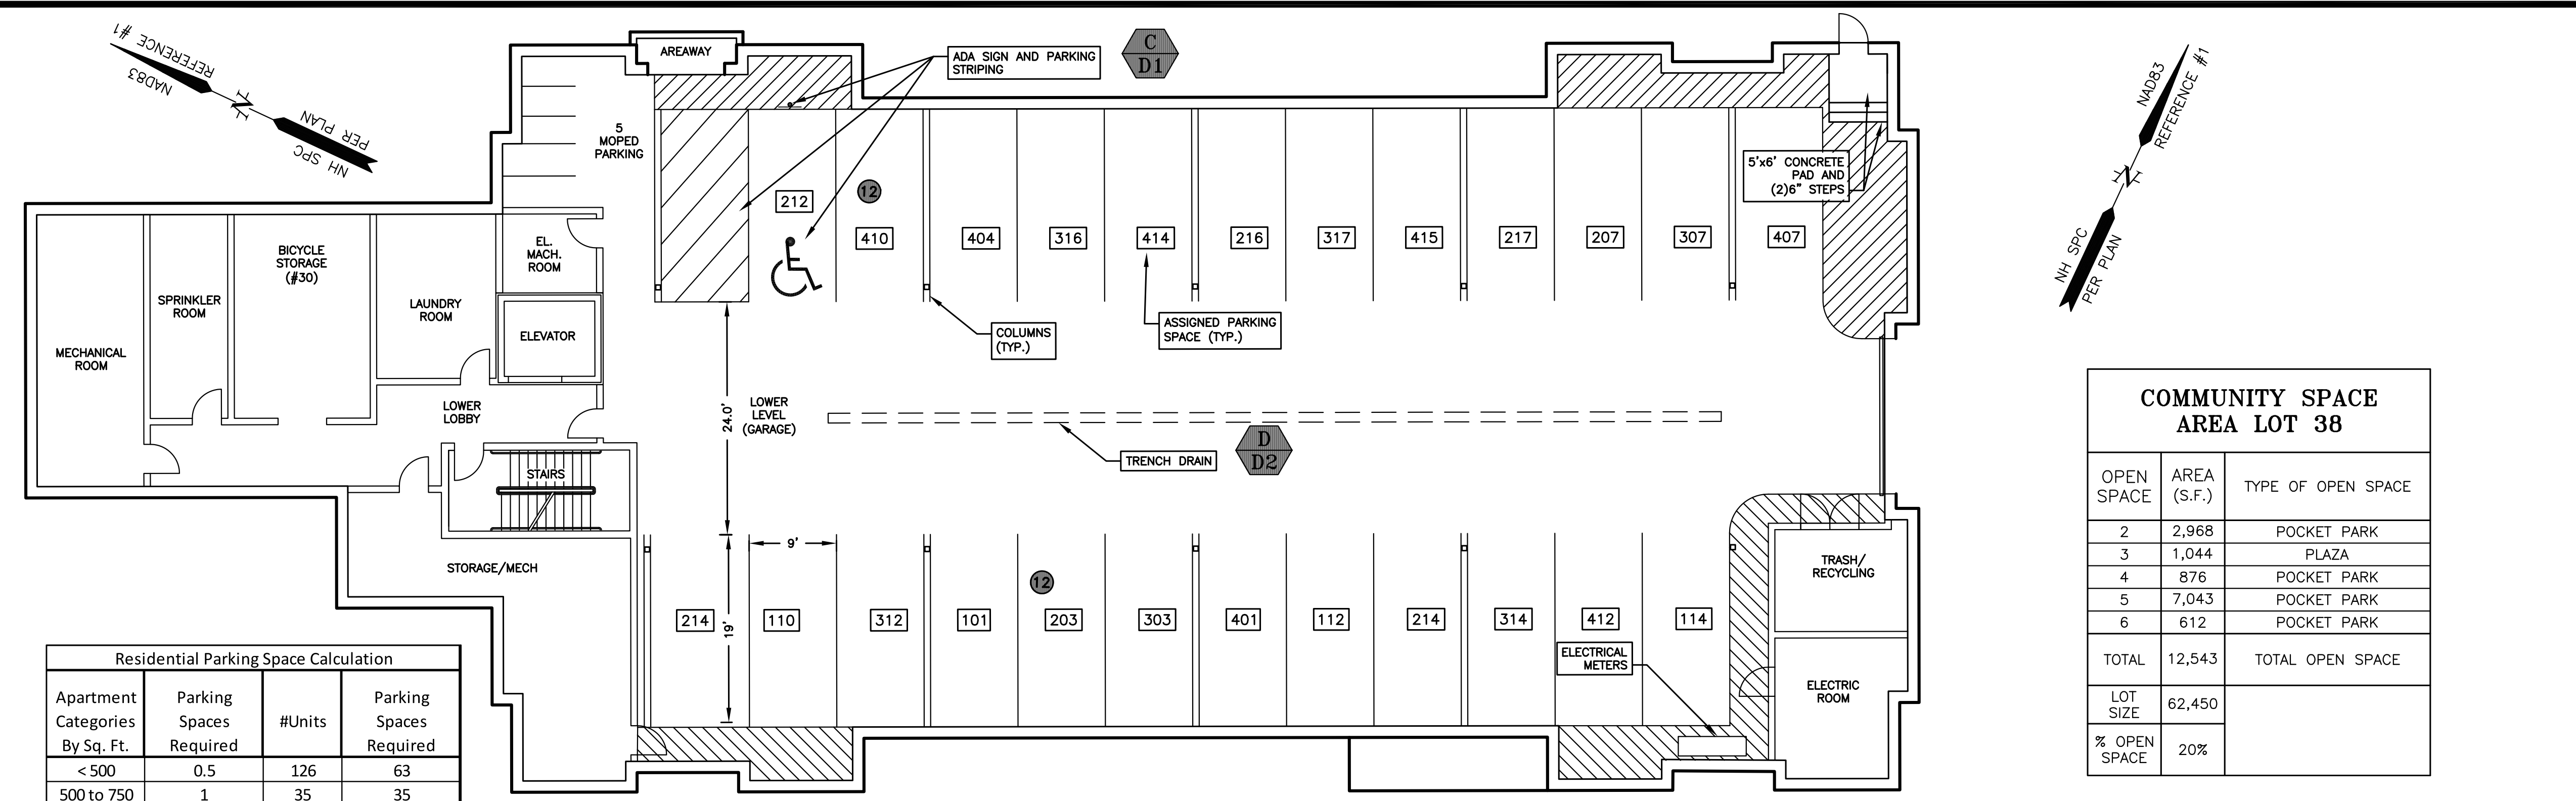 NAD83
REFERENCE #1
N
NH SPC
PER PLAN
AREAWAY
ADA SIGN AND PARKING
STRIPING
C
D1
NAD83
REFERENCE #1
N
NH SPC
PER PLAN
5
MOPED
PARKING
5'x6' CONCRETE
PAD AND
(2)6" STEPS
12
212
410
404
316
414
216
317
415
217
207
307
407
MECHANICAL
ROOM
SPRINKLER
ROOM
BICYCLE
STORAGE
(#30)
LAUNDRY
ROOM
EL.
MACH.
ROOM
ELEVATOR
COLUMNS
(TYP.)
ASSIGNED PARKING
SPACE (TYP.)
LOWER
LOBBY
24.0'
LOWER
LEVEL
(GARAGE)
TRENCH DRAIN
D
D2
STAIRS
STORAGE/MECH
9'
19'
12
214
110
312
101
203
303
401
112
214
314
412
114
ELECTRICAL
METERS
TRASH/
RECYCLING
ELECTRIC
ROOM
COMMUNITY SPACE
AREA LOT 38
OPEN SPACE AREA (S.F.) TYPE OF OPEN SPACE
2 2,968 POCKET PARK
3 1,044 PLAZA
4 876 POCKET PARK
5 7,043 POCKET PARK
6 612 POCKET PARK
TOTAL 12,543 TOTAL OPEN SPACE
LOT SIZE 62,450
% OPEN SPACE 20%
Residential Parking Space Calculation
Apartment Categories By Sq. Ft. Parking Spaces Required #Units Parking Spaces Required
< 500 0.5 126 63
500 to 750 1 35 35